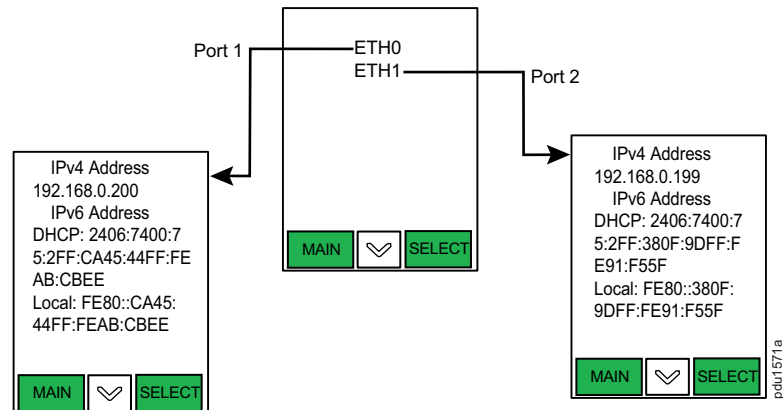 Port 1
ETH0
ETH1
Port 2
MAIN
SELECT
IPv4 Address
192.168.0.200
IPv6 Address
DHCP: 2406:7400:7
5:2FF:CA45:44FF:FE
AB:CBEE
Local: FE80::CA45:
44FF:FEAB:CBEE
MAIN
SELECT
IPv4 Address
192.168.0.199
IPv6 Address
DHCP: 2406:7400:7
5:2FF:380F:9DFF:F
E91:F55F
Local: FE80::380F:
9DFF:FE91:F55F
MAIN
SELECT
pdu1571a